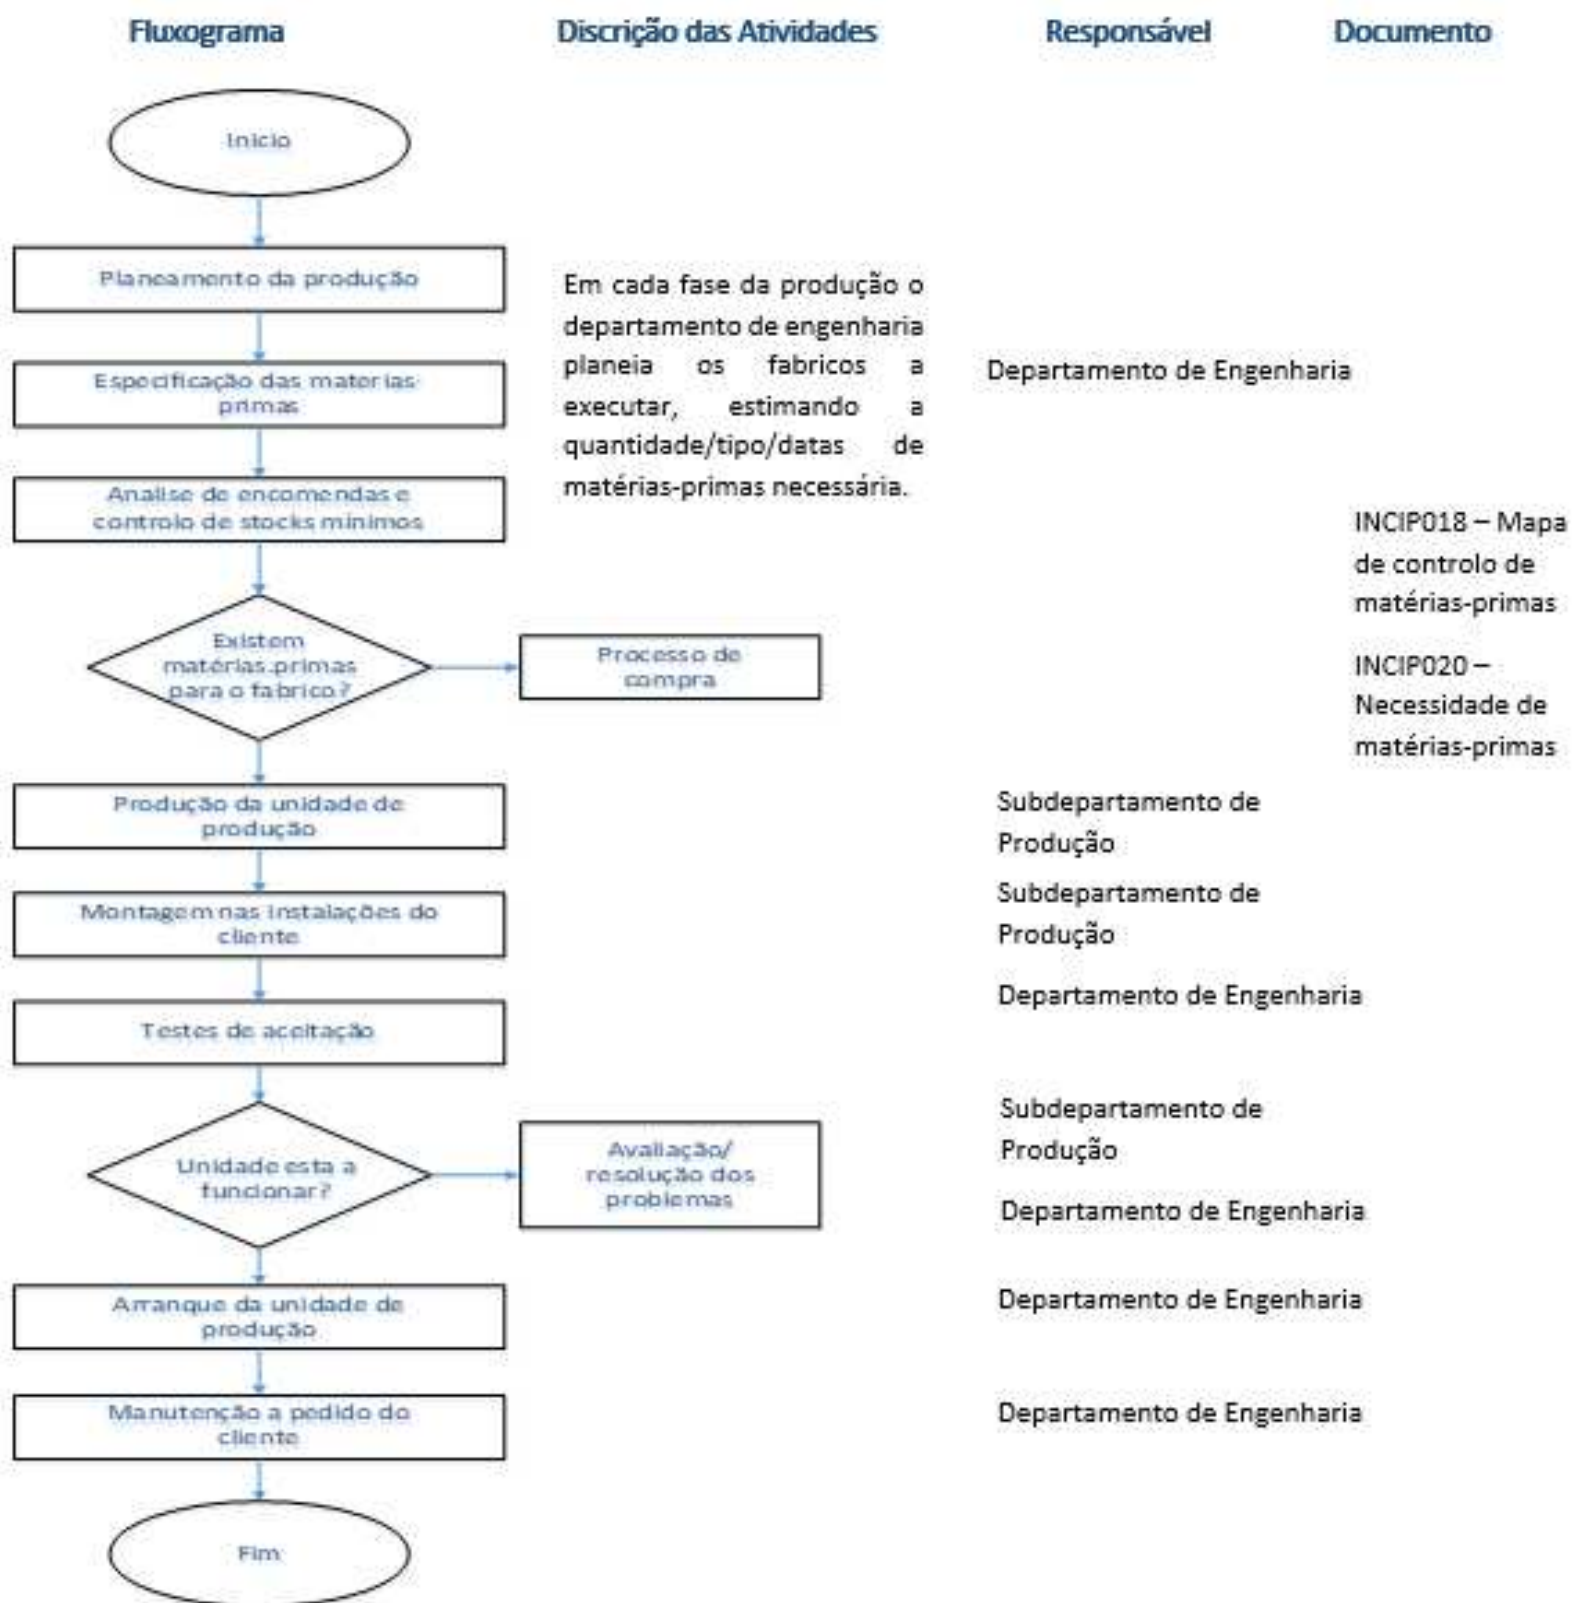 Fluxograma
Discrição das Atividades
Responsável
Documento
Inicio
Planeamento da produção
Em cada fase da produção o
departamento de engenharia
planeia os fabricos a
executar, estimando a
quantidade/tipo/datas de
matérias-primas necessária.
Especificação das materias-
primas
Departamento de Engenharia
Analise de encomendas e
controlo de stocks minimos
INCIP018 – Mapa
de controlo de
matérias-primas
Existem
matérias-primas
para o fabrico?
Processo de
compra
INCIP020 –
Necessidade de
matérias-primas
Produção da unidade de
produção
Subdepartamento de
Produção
Montagem nas instalações do
cliente
Subdepartamento de
Produção
Testes de aceitação
Departamento de Engenharia
Unidade esta a
funcionar?
Avaliação/
resolução dos
problemas
Subdepartamento de
Produção
Departamento de Engenharia
Arranque da unidade de
produção
Departamento de Engenharia
Manutenção a pedido do
cliente
Departamento de Engenharia
Fim